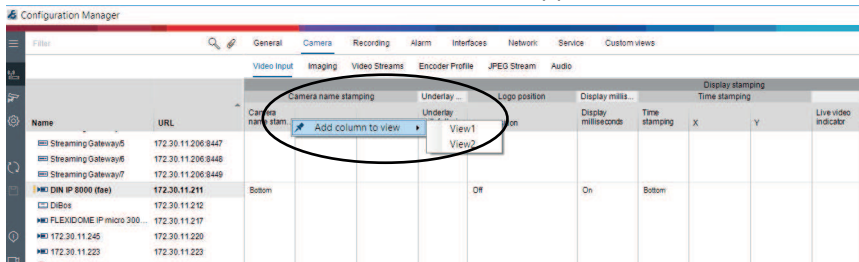 Configuration Manager
Filter
General Camera Recording Alarm Interfaces Network Service Custom views
Video Input Imaging Video Streams Encoder Profile JPEG Stream Audio
Display stamping
Camera name stamping Underlay ... Logo position Display millis... Time stamping
Name URL Camera name stam... Underlay Display milliseconds Time stamping X Y Live video indicator
Add column to view View1
View2
Streaming Gateway/5 172.30.11.206:8447
Streaming Gateway/6 172.30.11.206:8448
Streaming Gateway/7 172.30.11.206:8449
DIN IP 8000 (fae) 172.30.11.211 Bottom Off On Bottom
DiBos 172.30.11.212
FLEXIDOME IP micro 300... 172.30.11.217
172.30.11.245 172.30.11.220
172.30.11.223 172.30.11.223